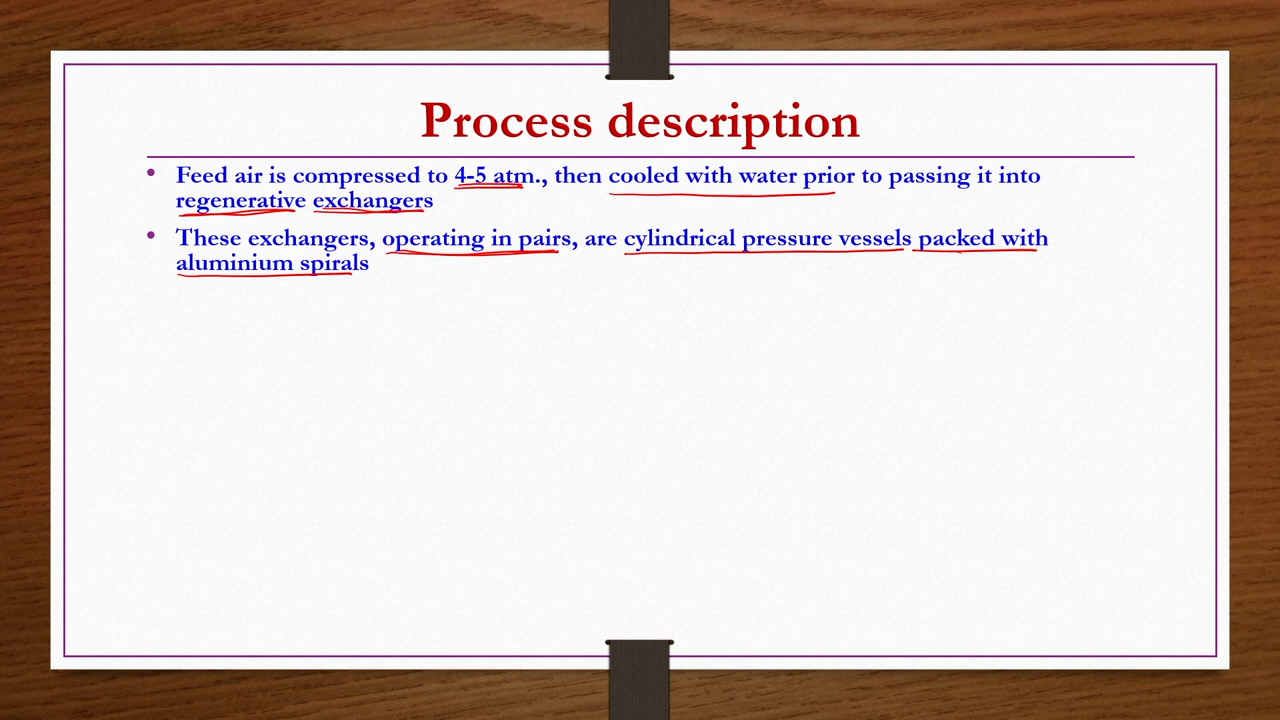 Process description
• Feed air is compressed to 4-5 atm., then cooled with water prior to passing it into
regenerative exchangers
• These exchangers, operating in pairs, are cylindrical pressure vessels packed with
aluminium spirals